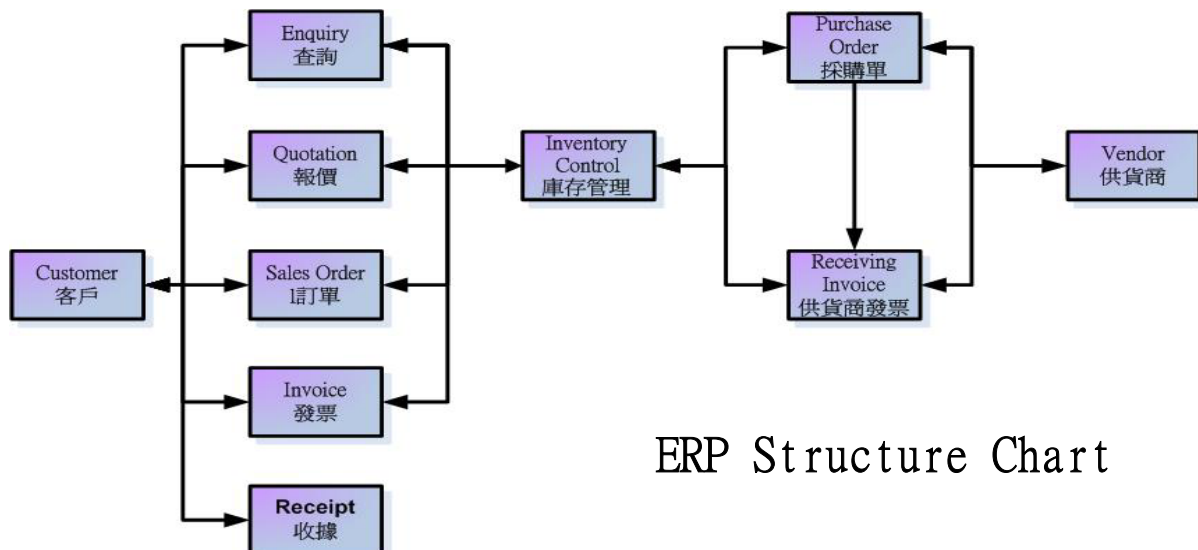 Enquiry
查詢
Quotation
報價
Customer
客戶
Sales Order
1訂單
Invoice
發票
Receipt
收據
Inventory
Control
庫存管理
Purchase
Order
採購單
Receiving
Invoice
供貨商發票
Vendor
供貨商
ERP Structure Chart